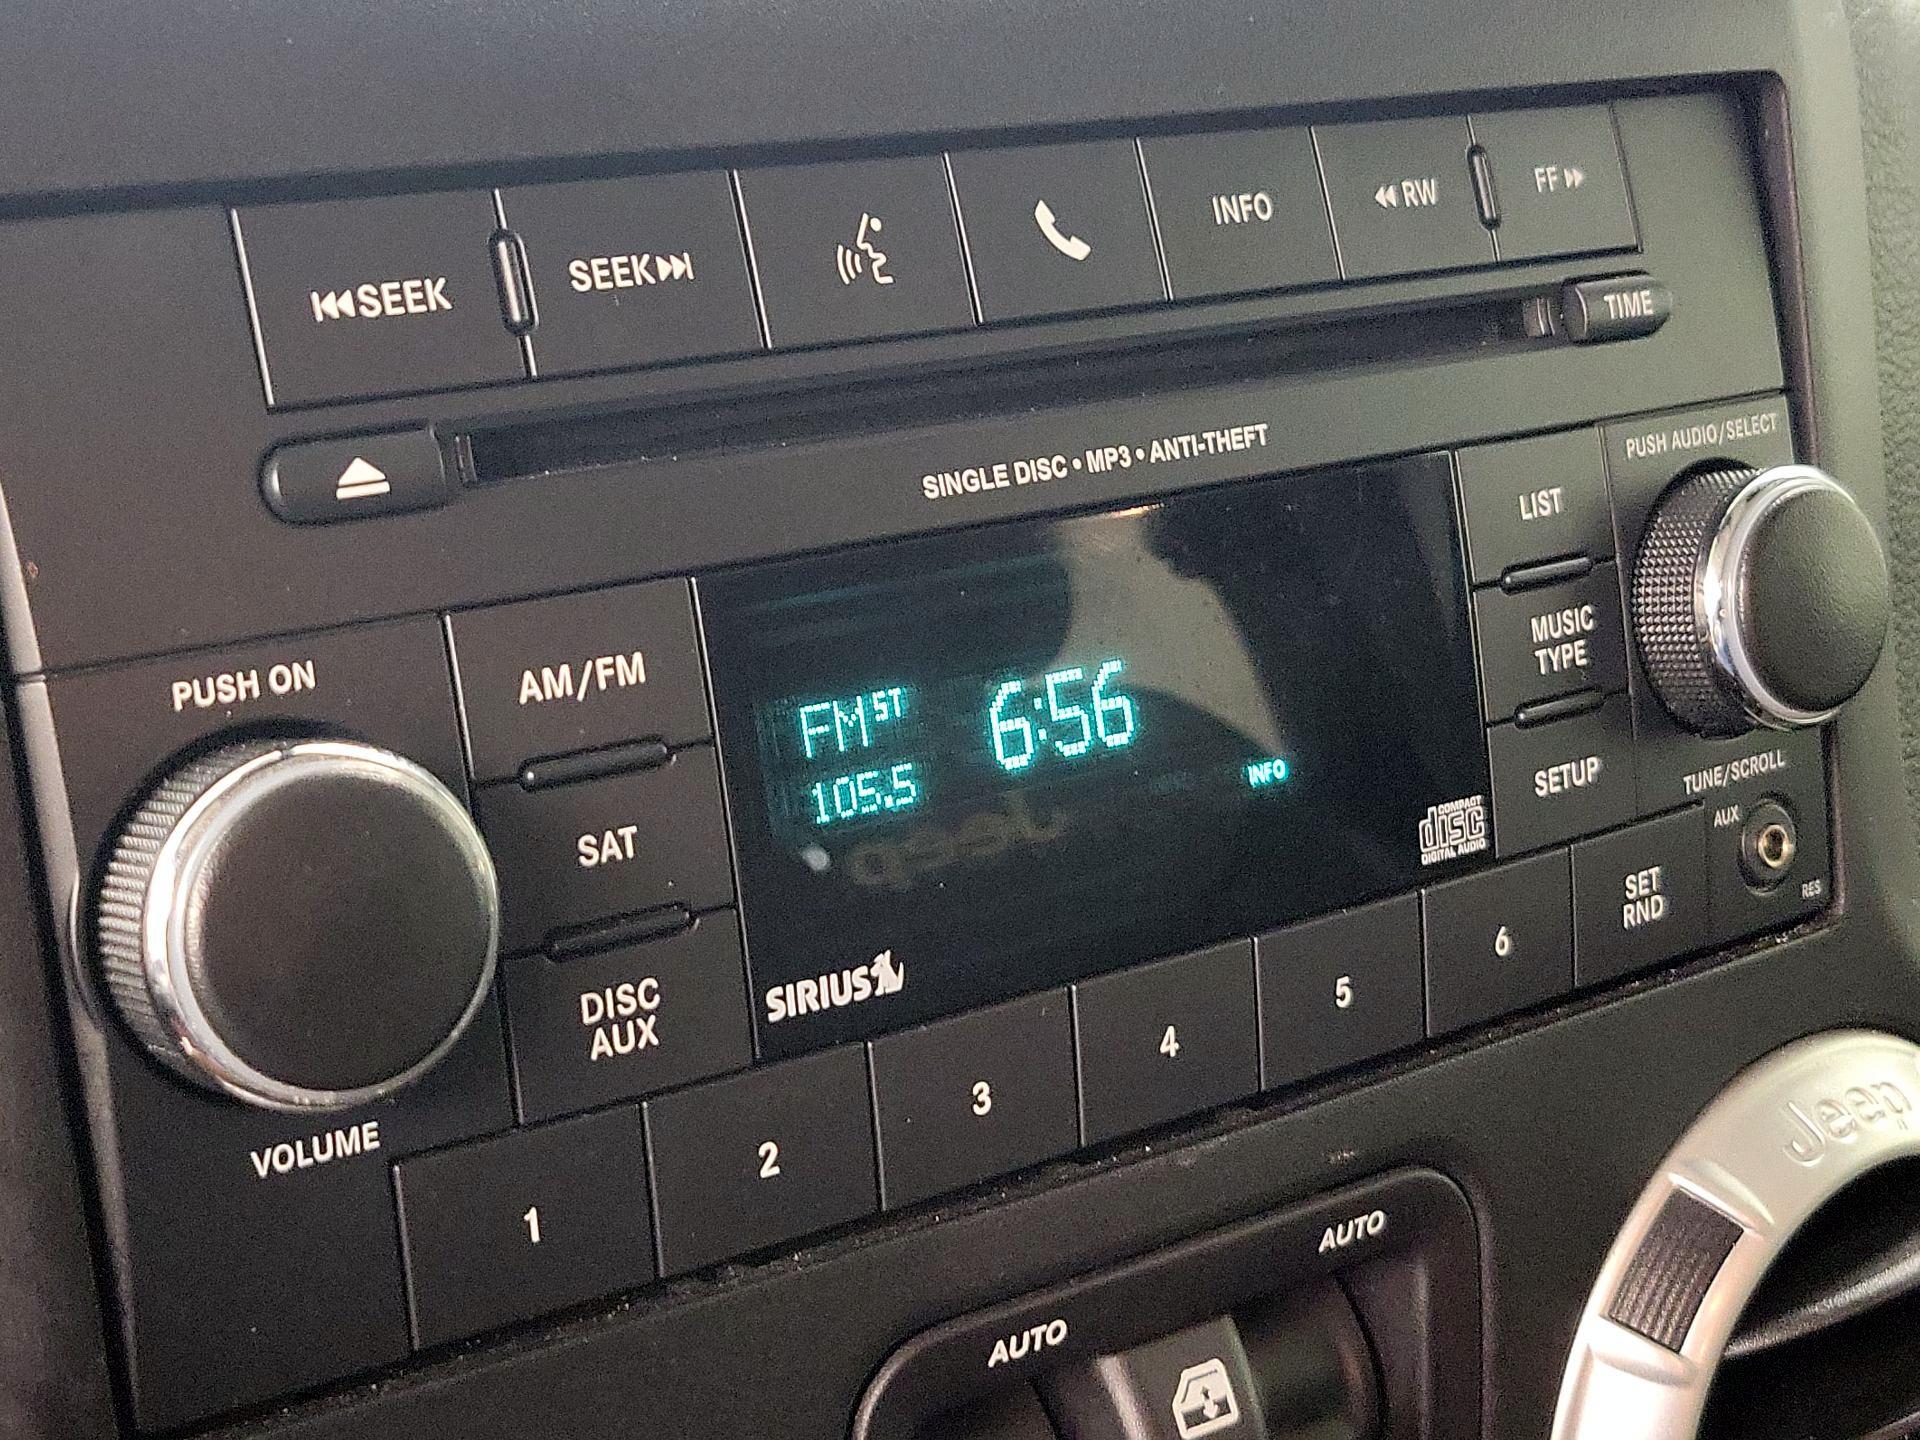 SEEK
SEEK
INFO
RW
FF
TIME
SINGLE DISC • MP3 • ANTI-THEFT
PUSH AUDIO/SELECT
LIST
MUSIC
TYPE
SETUP
TUNE/SCROLL
AUX
RES
PUSH ON
VOLUME
AM/FM
SAT
DISC
AUX
FM ST
6:56
105.5
INFO
geek
COMPACT
disc
DIGITAL AUDIO
SIRIUS
1
2
3
4
5
6
SET
RND
Jeep
AUTO
AUTO